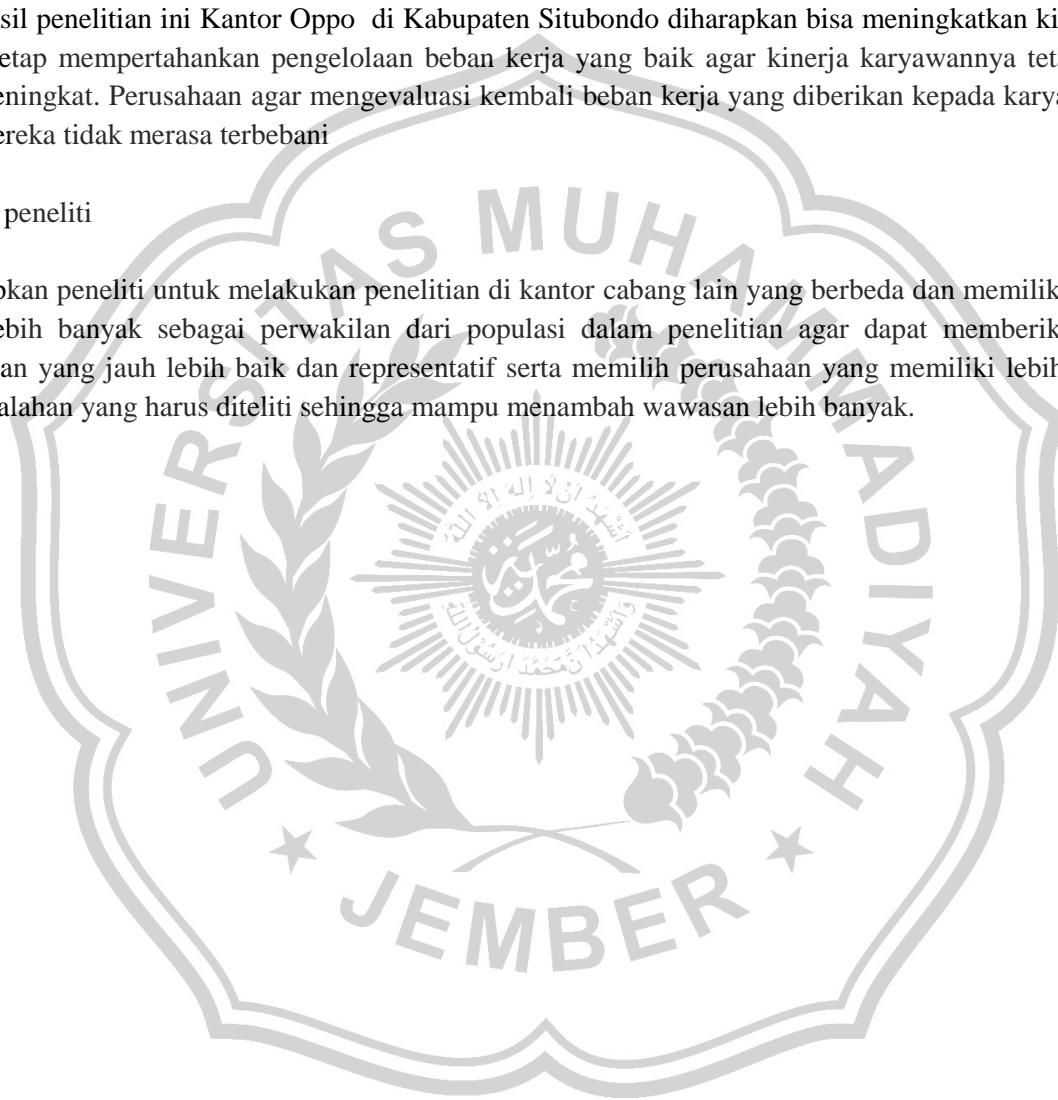 sil penelitian ini Kantor Oppo di Kabupaten Situbondo diharapkan bisa meningkatkan ki
etap mempertahankan pengelolaan beban kerja yang baik agar kinerja karyawannya tet
eningkat. Perusahaan agar mengevaluasi kembali beban kerja yang diberikan kepada karya
ereka tidak merasa terbebani
peneliti
kan peneliti untuk melakukan penelitian di kantor cabang lain yang berbeda dan memilik
ebih banyak sebagai perwakilan dari populasi dalam penelitian agar dapat memberik
an yang jauh lebih baik dan representatif serta memilih perusahaan yang memiliki lebih
alahan yang harus diteliti sehingga mampu menambah wawasan lebih banyak.
UNIVERSITAS MUHAMMADIYAH
JEMBER